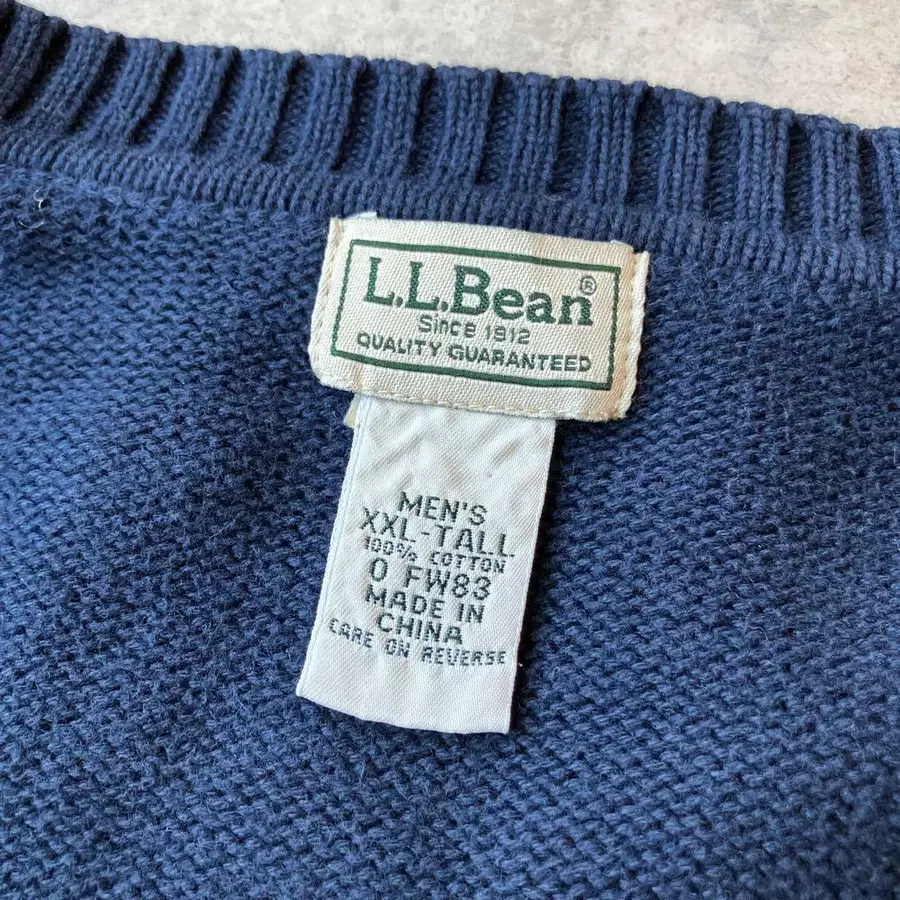 L.L.Bean®
Since 1912
QUALITY GUARANTEED
MEN'S
XXL-TALL
100% COTTON
0 FW83
MADE IN
CHINA
CARE ON REVERSE